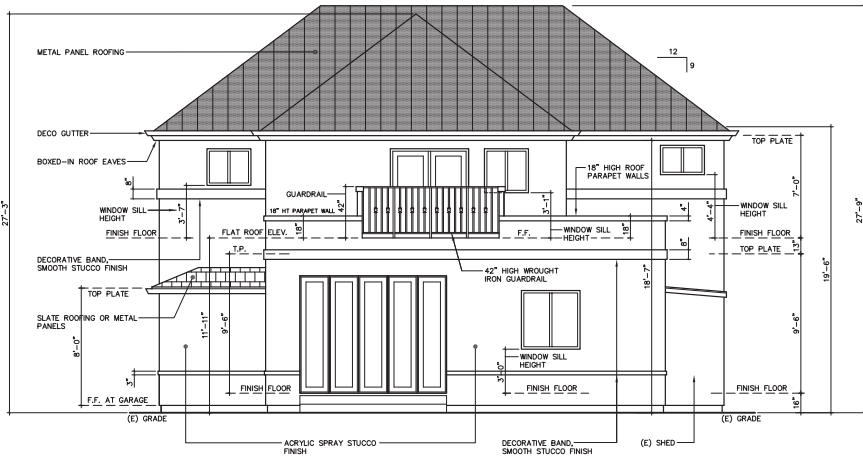 12
9
METAL PANEL ROOFING
DECO GUTTER
TOP PLATE
BOXED-IN ROOF EAVES
18" HIGH ROOF
PARAPET WALLS
8"
GUARDRAIL
7'-0"
27'-3"
27'-9"
WINDOW SILL
HEIGHT
3'-7"
18" HT PARAPET WALL
42"
3'-1"
4"
4'-4"
WINDOW SILL
HEIGHT
18"
18"
FINISH FLOOR
FLAT ROOF ELEV.
F.F.
WINDOW SILL
HEIGHT
FINISH FLOOR
T.P.
8"
TOP PLATE
13"
DECORATIVE BAND,
SMOOTH STUCCO FINISH
42" HIGH WROUGHT
IRON GUARDRAIL
18'-7"
19'-6"
TOP PLATE
SLATE ROOFING OR METAL
PANELS
11'-11"
9'-6"
9'-6"
8'-0"
WINDOW SILL
HEIGHT
3'-0"
3"
FINISH FLOOR
FINISH FLOOR
FINISH FLOOR
F.F. AT GARAGE
16"
(E) GRADE
(E) GRADE
ACRYLIC SPRAY STUCCO
FINISH
DECORATIVE BAND,
SMOOTH STUCCO FINISH
(E) SHED